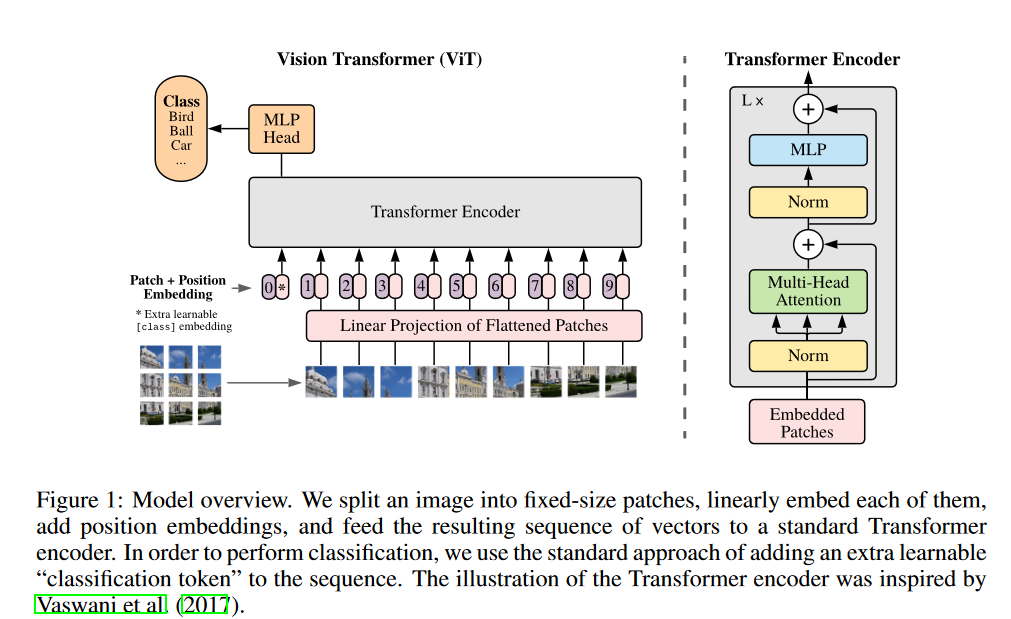 Vision Transformer (ViT)
Class
Bird
Ball
Car
...
MLP
Head
Transformer Encoder
Patch + Position
Embedding
* Extra learnable
[class] embedding
0 * 1 2 3 4 5 6 7 8 9
Linear Projection of Flattened Patches
Transformer Encoder
L x
+
MLP
Norm
+
Multi-Head
Attention
Norm
Embedded
Patches
Figure 1: Model overview. We split an image into fixed-size patches, linearly embed each of them,
add position embeddings, and feed the resulting sequence of vectors to a standard Transformer
encoder. In order to perform classification, we use the standard approach of adding an extra learnable
“classification token” to the sequence. The illustration of the Transformer encoder was inspired by
Vaswani et al. (2017).